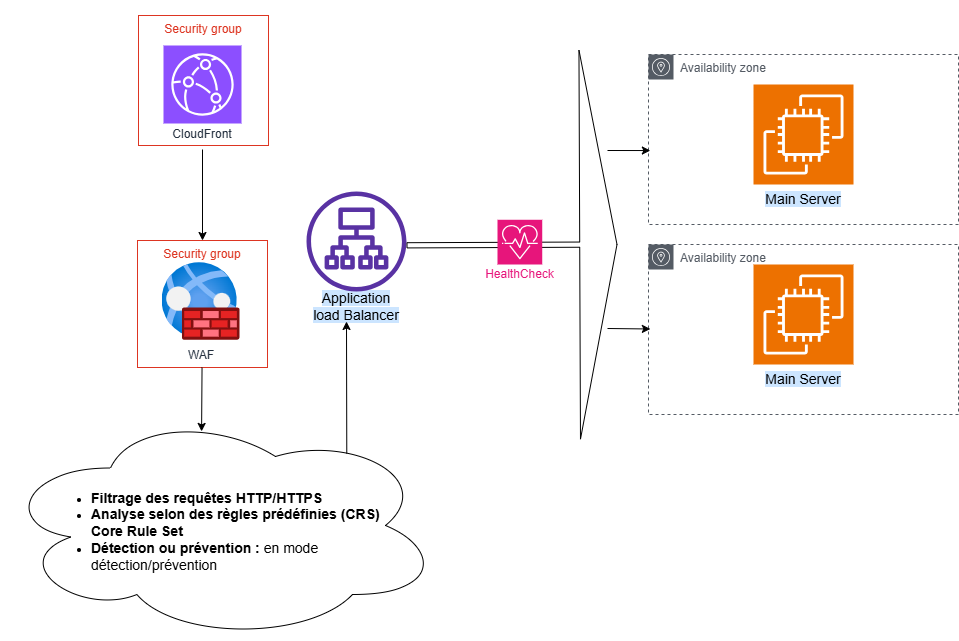 Security group
CloudFront
Security group
WAF
Application
load Balancer
HealthCheck
Availability zone
Main Server
Availability zone
Main Server
• Filtrage des requêtes HTTP/HTTPS
• Analyse selon des règles prédéfinies (CRS)
Core Rule Set
• Détection ou prévention : en mode
détection/prévention